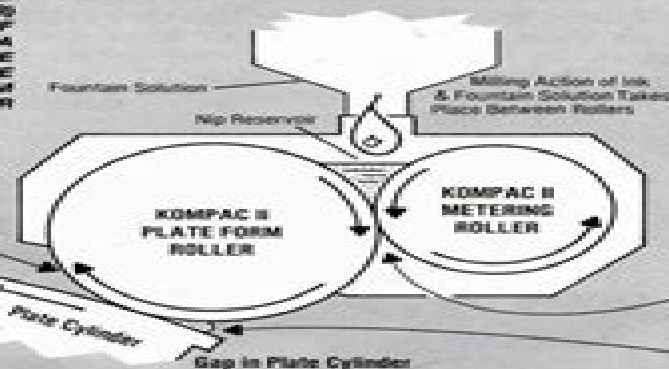 Fountain Solution
Milling Action of Ink
& Fountain Solution Takes
Place Between Rollers
Nip Reservoir
KOMPAC II
PLATE FORM
ROLLER
KOMPAC II
METERING
ROLLER
Plate Cylinder
Gap in Plate Cylinder